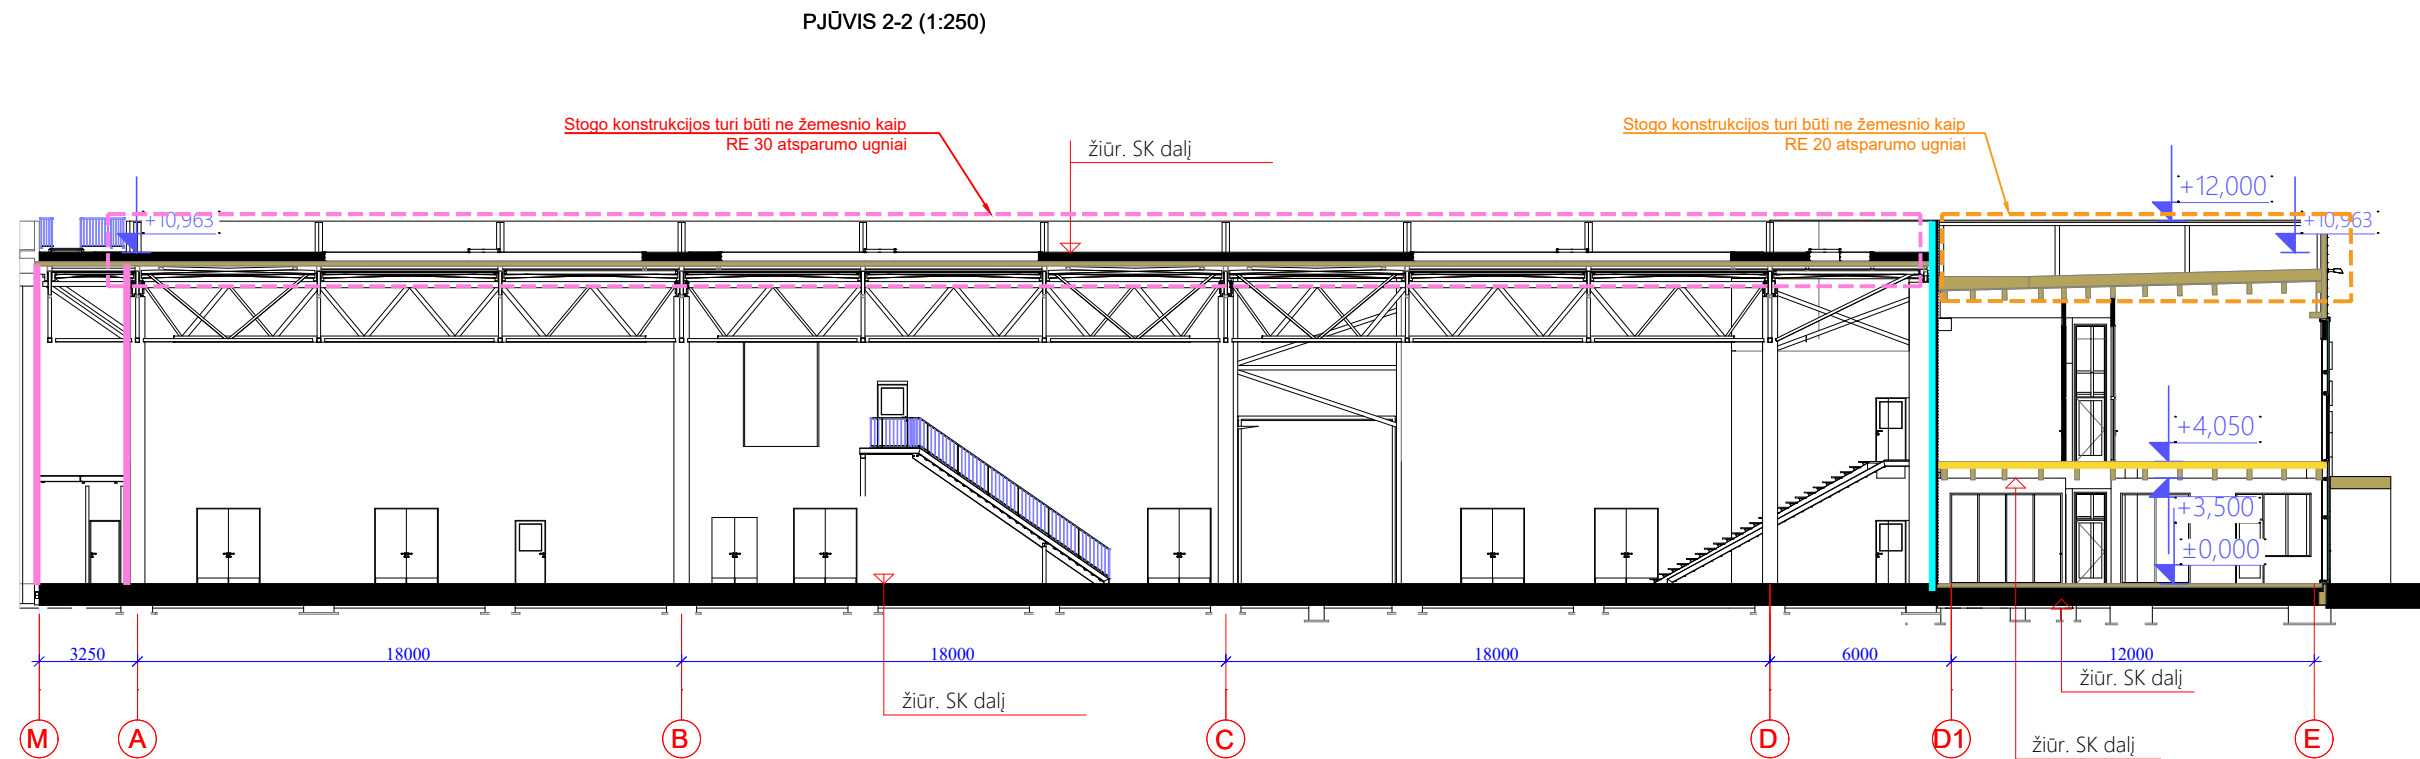 PJŪVIS 2-2 (1:250)
Stogo konstrukcijos turi būti ne žemesnio kaip
RE 30 atsparumo ugniai
žiūr. SK dalį
Stogo konstrukcijos turi būti ne žemesnio kaip
RE 20 atsparumo ugniai
+12,000
+10,963
+10,963
+4,050
+3,500
±0,000
3250
18000
18000
18000
6000
12000
žiūr. SK dalį
žiūr. SK dalį
žiūr. SK dalį
M
A
B
C
D
D1
E